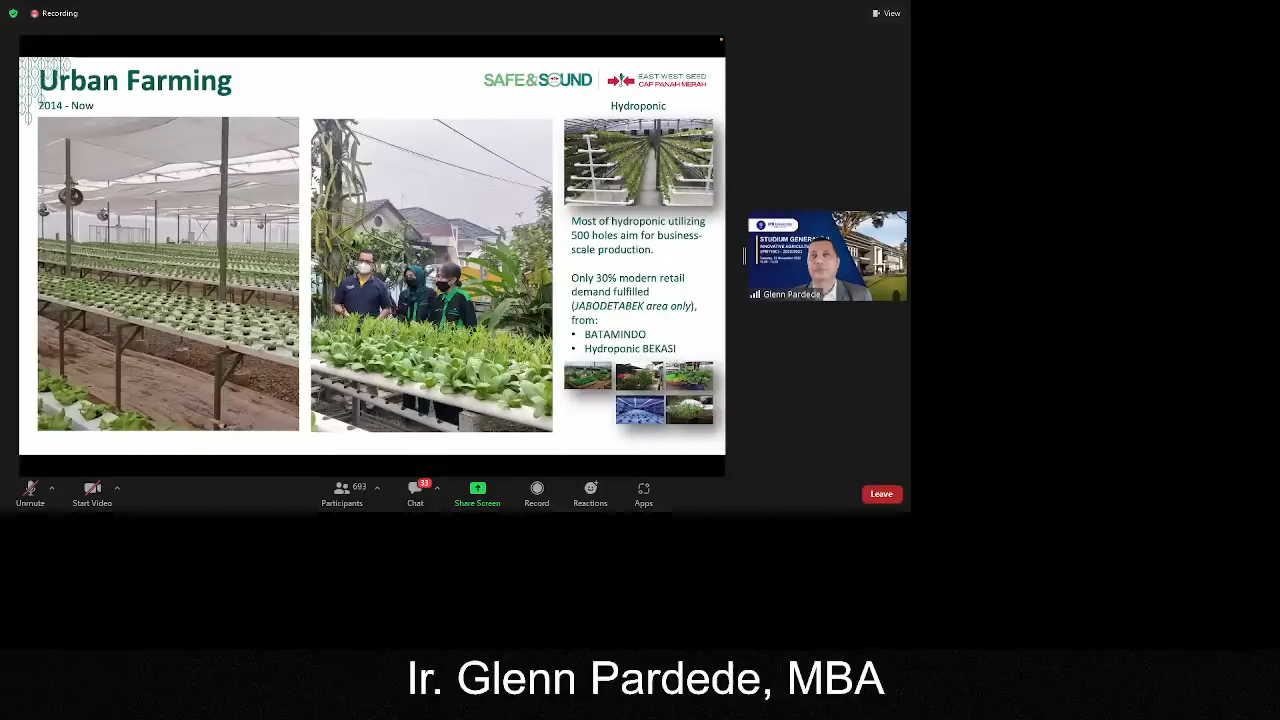 Recording
View
Urban Farming
2014 - Now
SAFE&SOUND
EAST-WEST SEED
CAP PANAH MERAH
Hydroponic
Most of hydroponic utilizing
500 holes aim for business-
scale production.
Only 30% modern retail
demand fulfilled
(JABODETABEK area only),
from:
• BATAMINDO
• Hydroponic BEKASI
STUDIUM GENERAL
INNOVATIVE AGRICULT
Glenn Pardede
Unmute
Start Video
693
Participants
33
Chat
Share Screen
Record
Reactions
Apps
Leave
Ir. Glenn Pardede, MBA